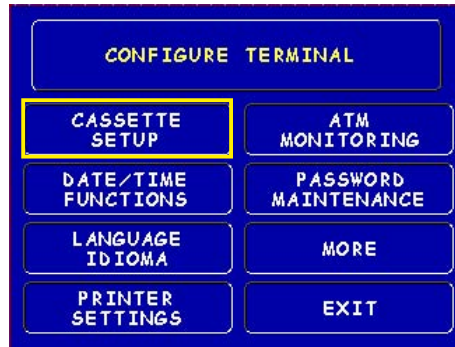 CONFIGURE TERMINAL
CASSETTE
SETUP
ATM
MONITORING
DATE/TIME
FUNCTIONS
PASSWORD
MAINTENANCE
LANGUAGE
IDIOMA
MORE
PRINTER
SETTINGS
EXIT